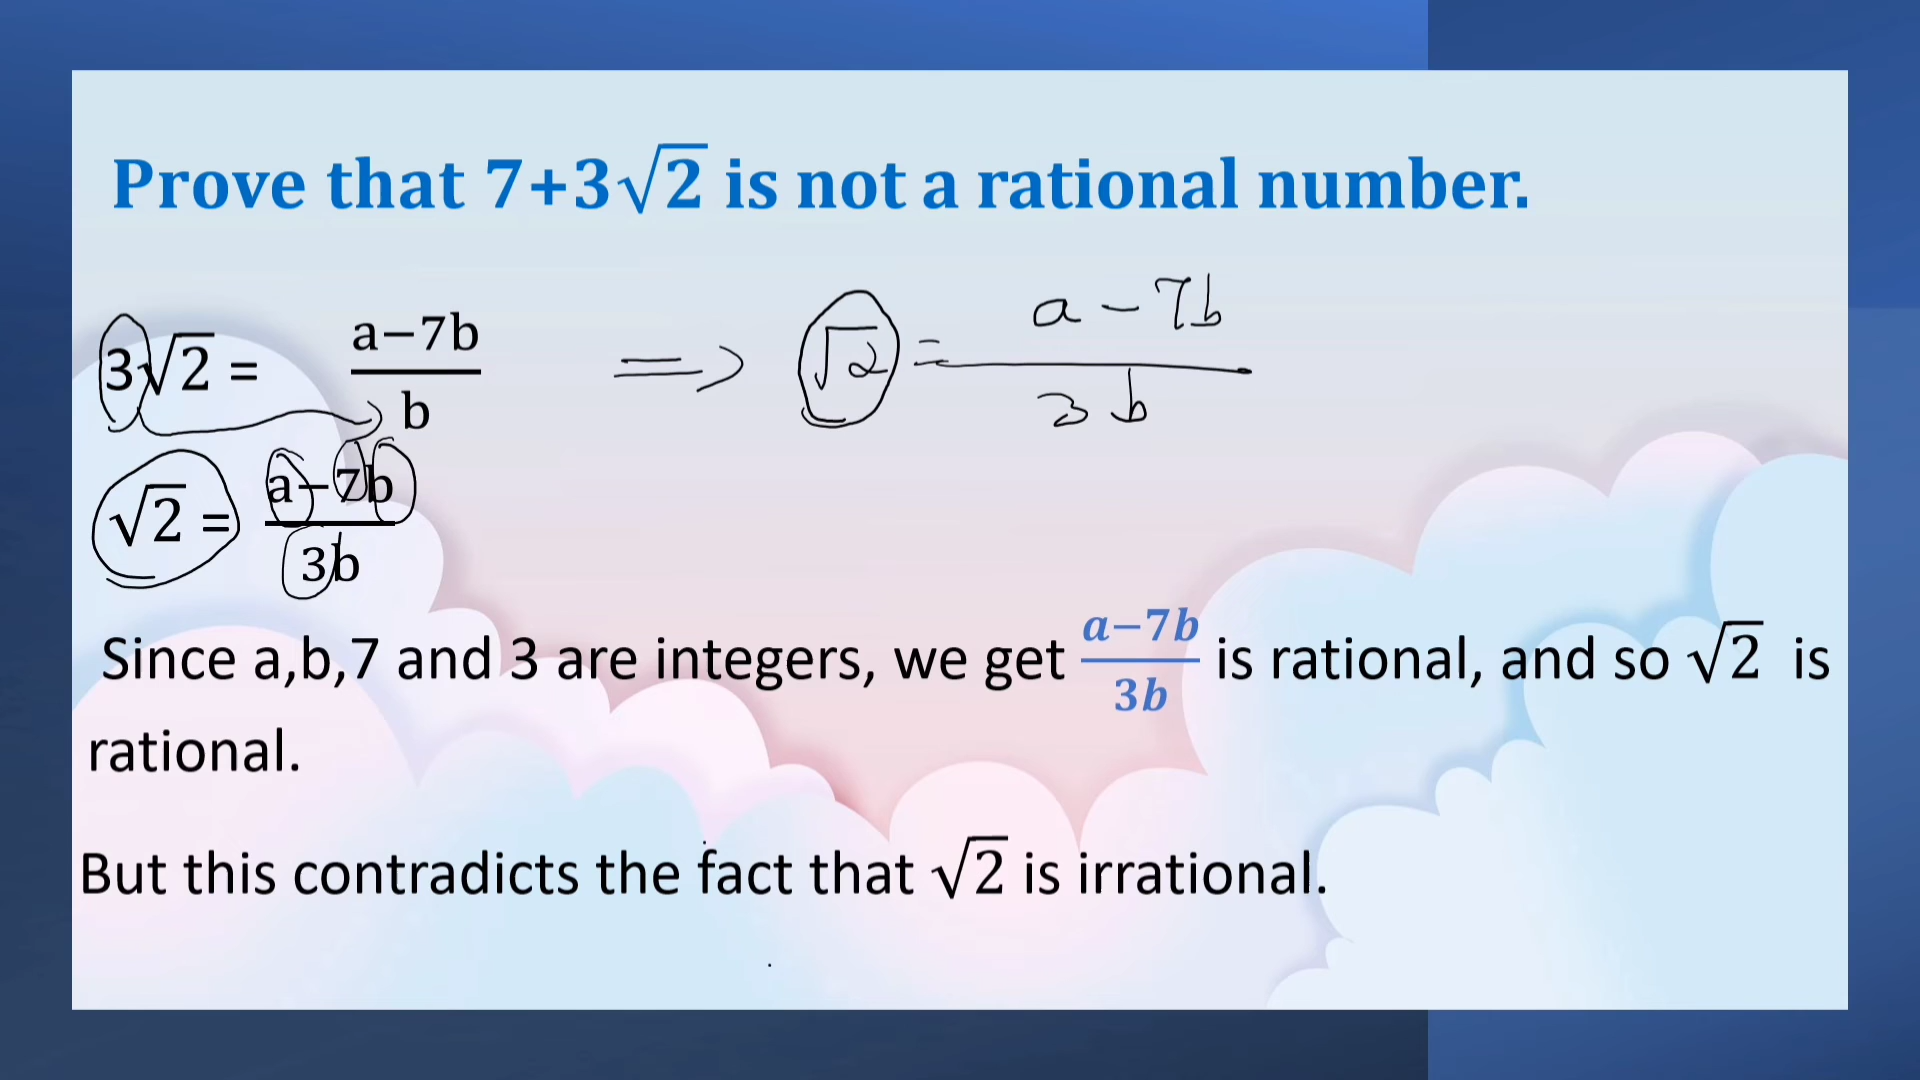 Prove that 7+3√2 is not a rational number.
3√2 = a−7b/b => √2 = a−7b/3b
√2 = a−7b/3b
Since a,b,7 and 3 are integers, we get a−7b/3b is rational, and so √2 is
rational.
But this contradicts the fact that √2 is irrational.